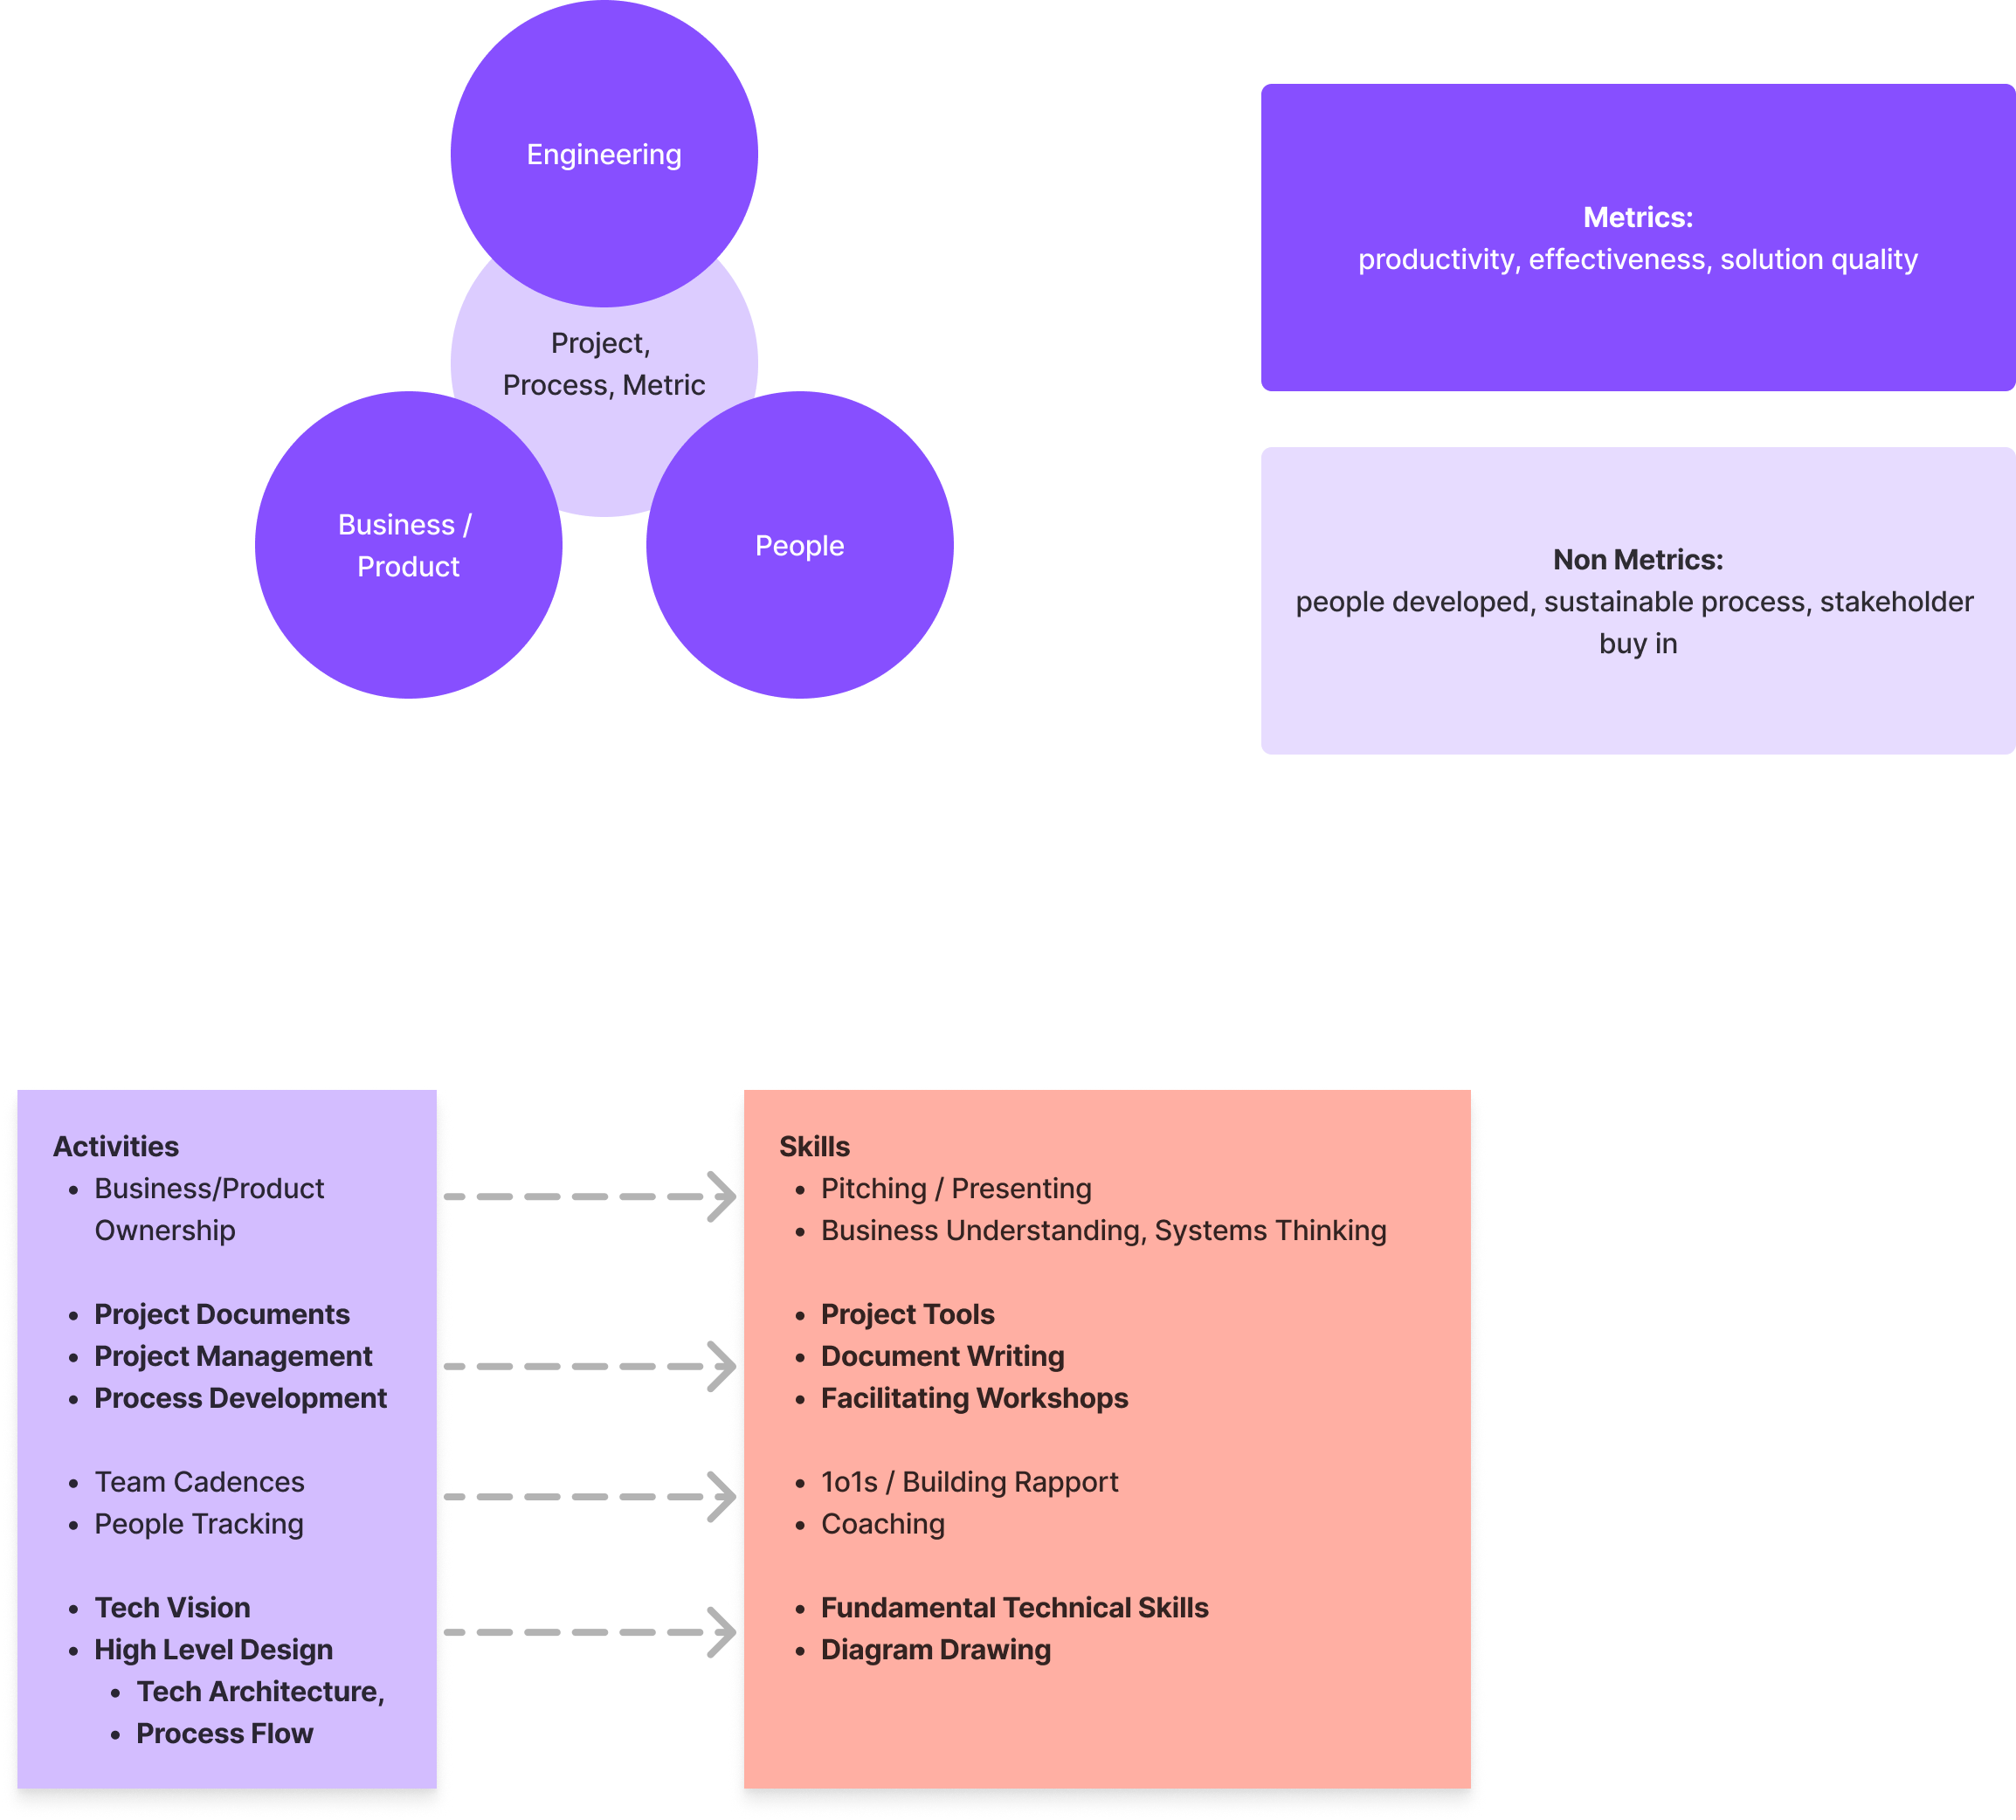 Engineering
Project,
Process, Metric
Business /
Product
People
Metrics:
productivity, effectiveness, solution quality
Non Metrics:
people developed, sustainable process, stakeholder
buy in
Activities
• Business/Product
Ownership
• Project Documents
• Project Management
• Process Development
• Team Cadences
• People Tracking
• Tech Vision
• High Level Design
• Tech Architecture,
• Process Flow
Skills
• Pitching / Presenting
• Business Understanding, Systems Thinking
• Project Tools
• Document Writing
• Facilitating Workshops
• 1o1s / Building Rapport
• Coaching
• Fundamental Technical Skills
• Diagram Drawing